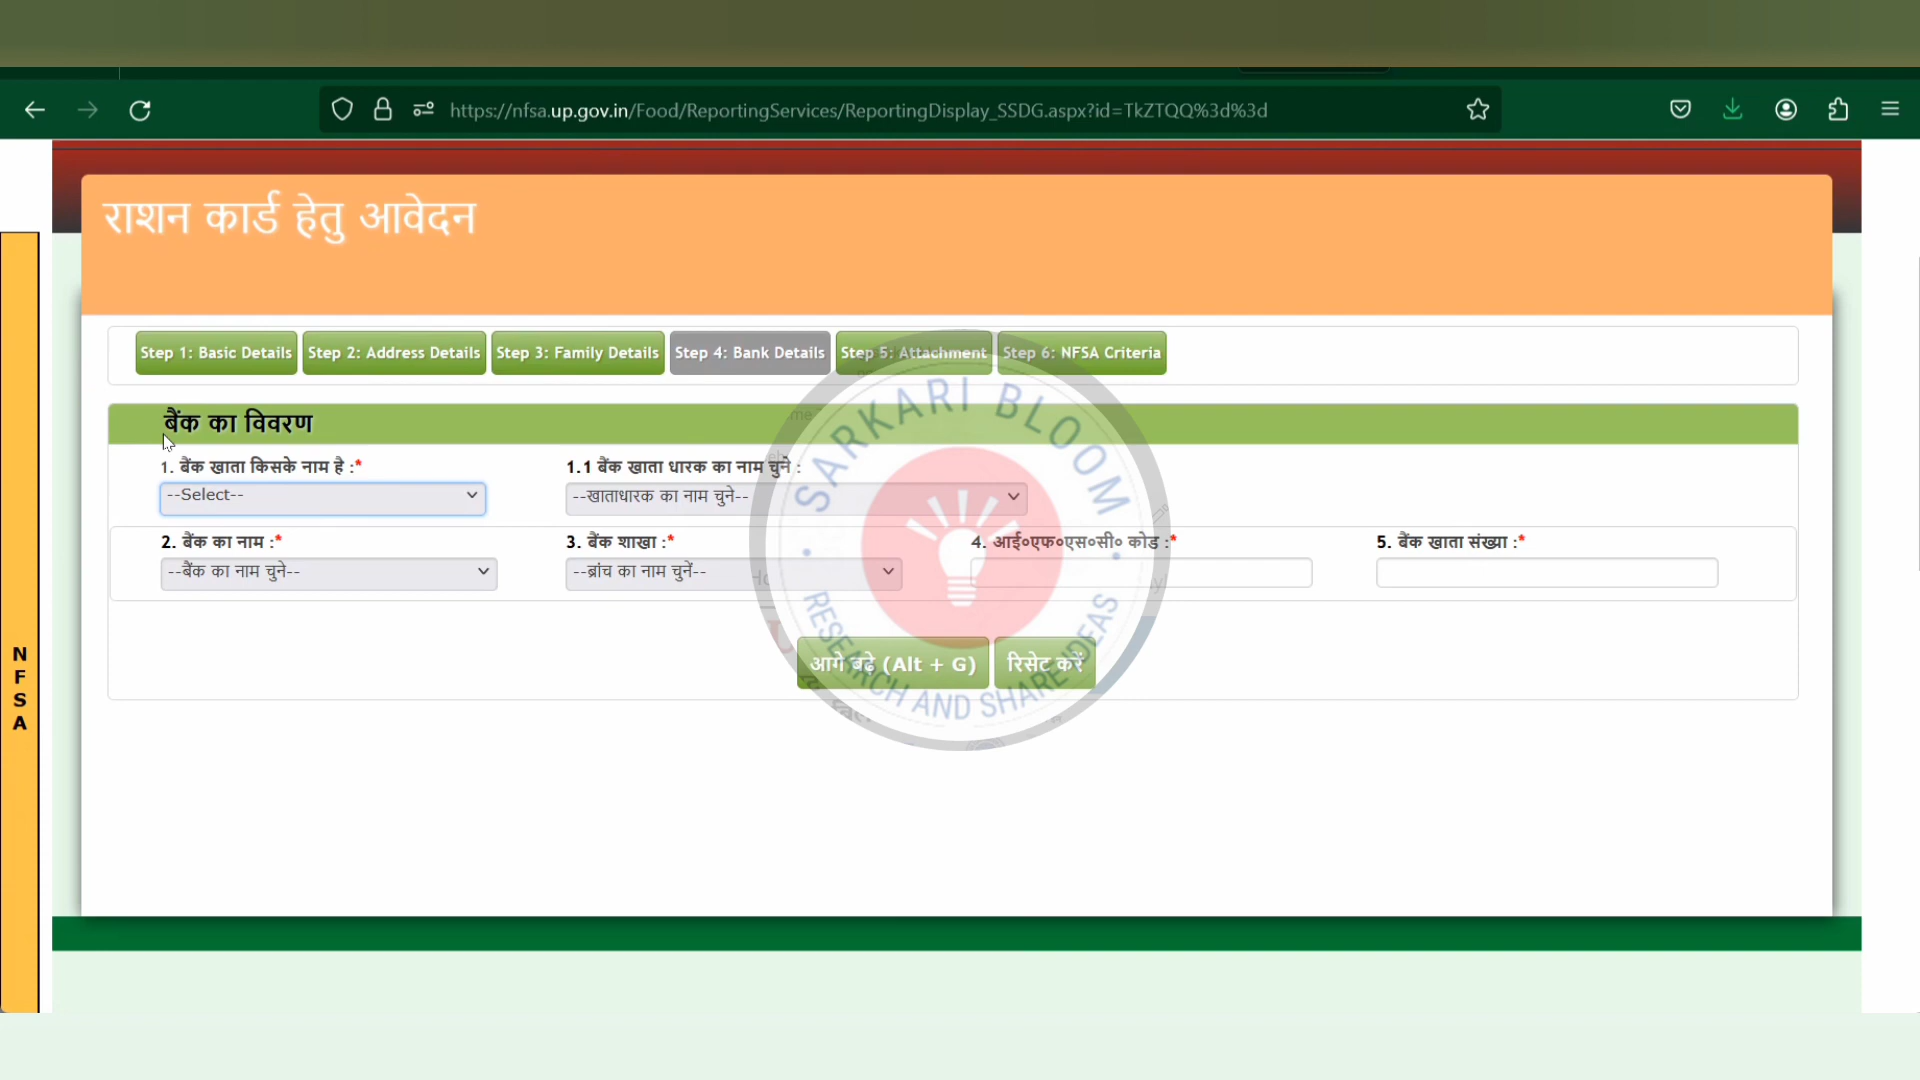 https://nfsa.up.gov.in/Food/ReportingServices/ReportingDisplay_SSDG.aspx?id=TkZTQQ%3d%3d
राशन कार्ड हेतु आवेदन
Step 1: Basic Details Step 2: Address Details Step 3: Family Details Step 4: Bank Details Step 5: Attachment Step 6: NFSA Criteria
बैंक का विवरण
1. बैंक खाता किसके नाम है :* 1.1 बैंक खाता धारक का नाम चुने :
--Select-- --खाताधारक का नाम चुने--
2. बैंक का नाम :* 3. बैंक शाखा :* 4. आई०एफ०एस०सी० कोड :* 5. बैंक खाता संख्या :*
--बैंक का नाम चुने-- --ब्रांच का नाम चुनें--
आगे बढ़े (Alt + G) रिसेट करें
SARKARI BLOOM
RESEARCH AND SHARE IDEAS
N
F
S
A